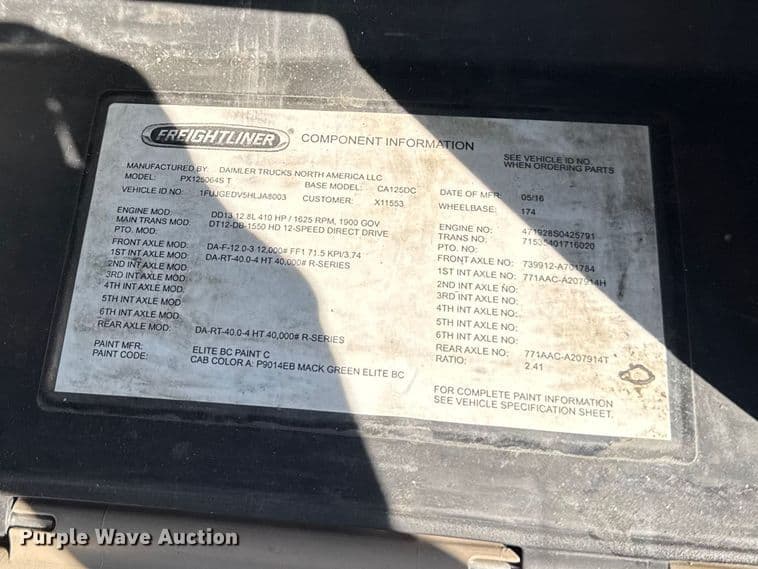 FREIGHTLINER® COMPONENT INFORMATION
SEE VEHICLE ID NO.
WHEN ORDERING PARTS
MANUFACTURED BY: DAIMLER TRUCKS NORTH AMERICA LLC
MODEL: PX125064S T BASE MODEL: CA125DC DATE OF MFR: 05/16
VEHICLE ID NO: 1FUJGEDV5HLJA8003 CUSTOMER: X11553 WHEELBASE: 174
ENGINE MOD: DD13 12.8L 410 HP / 1625 RPM, 1900 GOV ENGINE NO: 471928S0425791
MAIN TRANS MOD: DT12-DB-1550 HD 12-SPEED DIRECT DRIVE TRANS NO: 71535401716020
PTO. MOD: PTO. NO:
FRONT AXLE MOD: DA-F-12.0-3 12,000# FF1 71.5 KPI/3.74 FRONT AXLE NO: 739912-A701784
1ST INT AXLE MOD: DA-RT-40.0-4 HT 40,000# R-SERIES 1ST INT AXLE NO: 771AAC-A207914H
2ND INT AXLE MOD: 2ND INT AXLE NO:
3RD INT AXLE MOD: 3RD INT AXLE NO:
4TH INT AXLE MOD: 4TH INT AXLE NO:
5TH INT AXLE MOD: 5TH INT AXLE NO:
6TH INT AXLE MOD: 6TH INT AXLE NO:
REAR AXLE MOD: DA-RT-40.0-4 HT 40,000# R-SERIES REAR AXLE NO: 771AAC-A207914T
RATIO: 2.41
PAINT MFR: ELITE BC PAINT C
PAINT CODE: CAB COLOR A: P9014EB MACK GREEN ELITE BC
FOR COMPLETE PAINT INFORMATION
SEE VEHICLE SPECIFICATION SHEET.
Purple Wave Auction